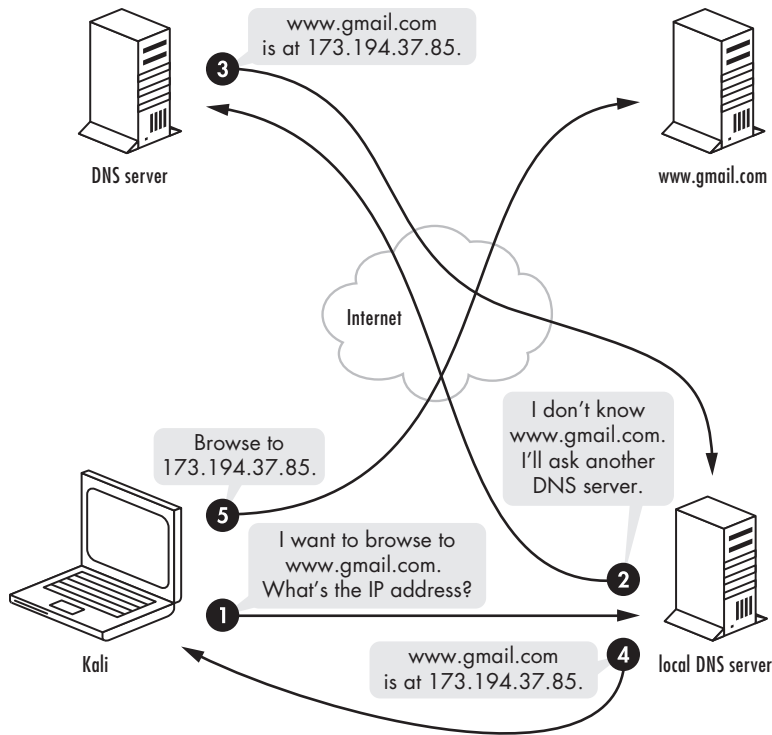 www.gmail.com
is at 173.194.37.85.
3
DNS server
www.gmail.com
Internet
I don't know
www.gmail.com.
I'll ask another
DNS server.
Browse to
173.194.37.85.
5
I want to browse to
www.gmail.com.
What's the IP address?
2
1
Kali
www.gmail.com
is at 173.194.37.85.
4
local DNS server